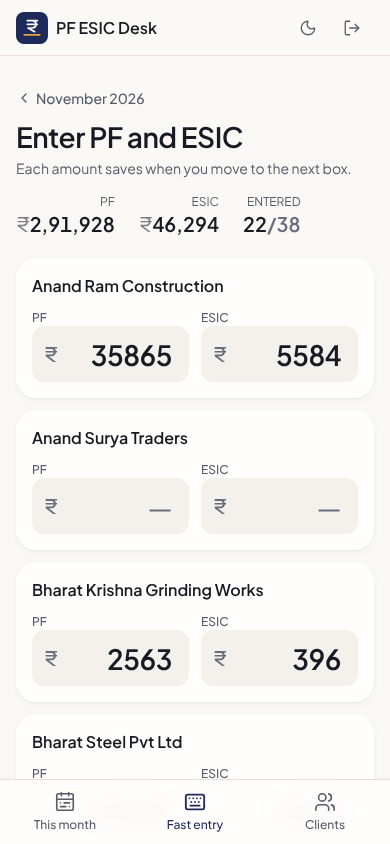 ₹ PF ESIC Desk
November 2026
Enter PF and ESIC
Each amount saves when you move to the next box.
PF ESIC ENTERED
₹2,91,928 ₹46,294 22/38
Anand Ram Construction
PF ESIC
₹ 35865 ₹ 5584
Anand Surya Traders
PF ESIC
₹ — ₹ —
Bharat Krishna Grinding Works
PF ESIC
₹ 2563 ₹ 396
Bharat Steel Pvt Ltd
PF ESIC
This month Fast entry Clients